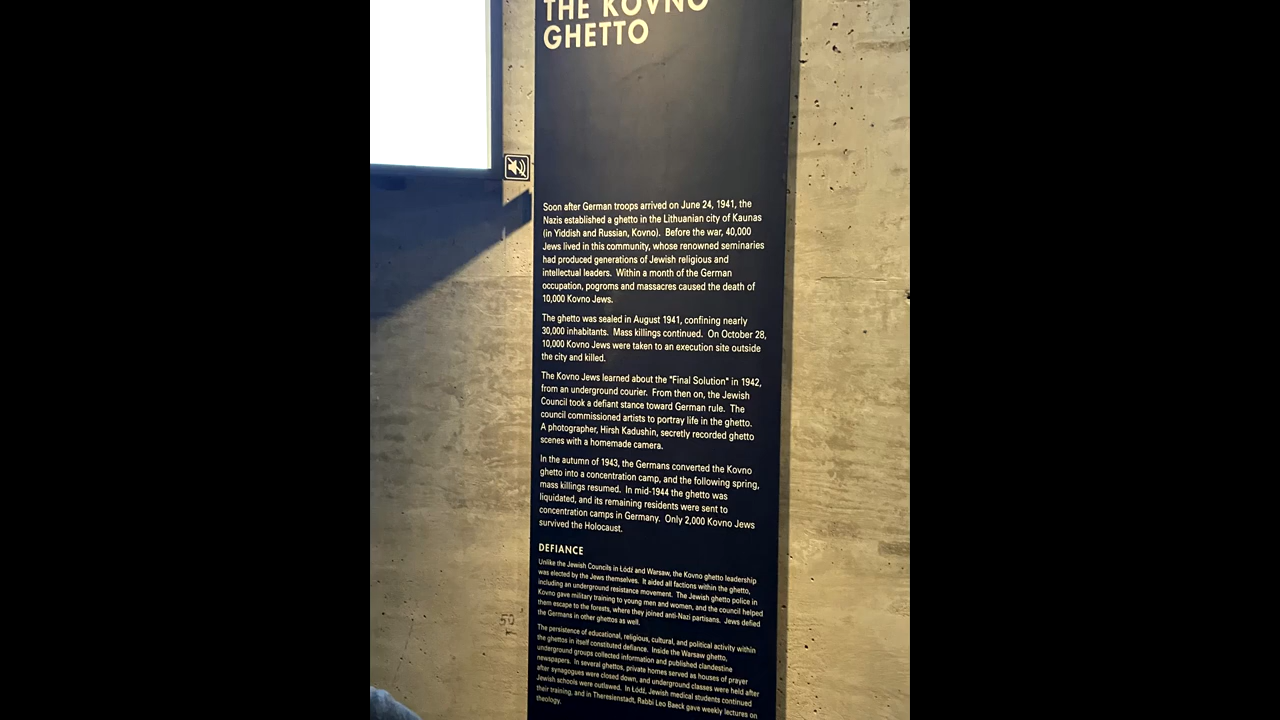 THE KOVNO
GHETTO
Soon after German troops arrived on June 24, 1941, the
Nazis established a ghetto in the Lithuanian city of Kaunas
(in Yiddish and Russian, Kovno). Before the war, 40,000
Jews lived in this community, whose renowned seminaries
had produced generations of Jewish religious and
intellectual leaders. Within a month of the German
occupation, pogroms and massacres caused the death of
10,000 Kovno Jews.
The ghetto was sealed in August 1941, confining nearly
30,000 inhabitants. Mass killings continued. On October 28,
10,000 Kovno Jews were taken to an execution site outside
the city and killed.
The Kovno Jews learned about the "Final Solution" in 1942,
from an underground courier. From then on, the Jewish
Council took a defiant stance toward German rule. The
council commissioned artists to portray life in the ghetto.
A photographer, Hirsh Kadushin, secretly recorded ghetto
scenes with a homemade camera.
In the autumn of 1943, the Germans converted the Kovno
ghetto into a concentration camp, and the following spring,
mass killings resumed. In mid-1944 the ghetto was
liquidated, and its remaining residents were sent to
concentration camps in Germany. Only 2,000 Kovno Jews
survived the Holocaust.
DEFIANCE
Unlike the Jewish Councils in Łódź and Warsaw, the Kovno ghetto leadership
was elected by the Jews themselves. It aided all factions within the ghetto,
including an underground resistance movement. The Jewish ghetto police in
Kovno gave military training to young men and women, and the council helped
them escape to the forests, where they joined anti-Nazi partisans. Jews defied
the Germans in other ghettos as well.
The persistence of educational, religious, cultural, and political activity within
the ghettos in itself constituted defiance. Inside the Warsaw ghetto,
underground groups collected information and published clandestine
newspapers. In several ghettos, private homes served as houses of prayer
after synagogues were closed down, and underground classes were held after
Jewish schools were outlawed. In Łódź, Jewish medical students continued
their training, and in Theresienstadt, Rabbi Leo Baeck gave weekly lectures on
theology.